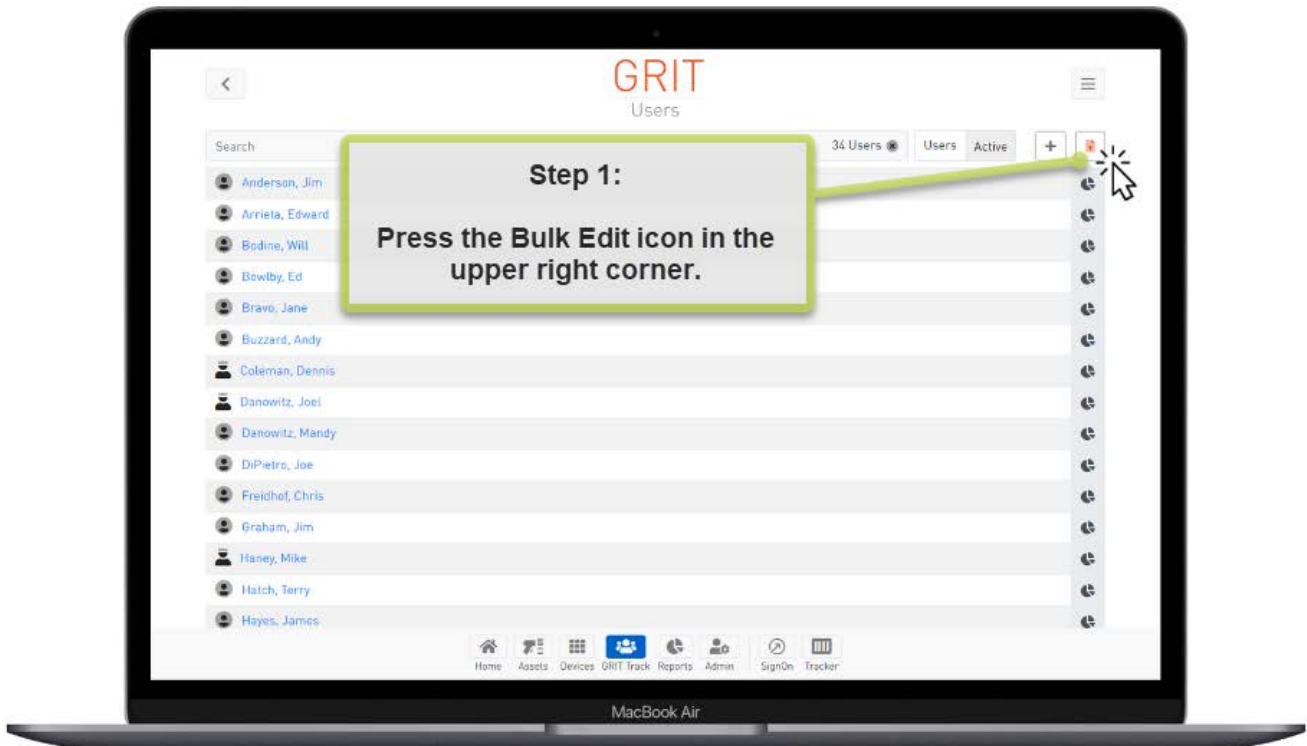 GRIT
Users
Search
34 Users
Users Active
+
Step 1:
Press the Bulk Edit icon in the
upper right corner.
Anderson, Jim
Arrieta, Edward
Bodine, Will
Bowlby, Ed
Bravo, Jane
Buzzard, Andy
Coleman, Dennis
Danowitz, Joel
Danowitz, Mandy
DiPietro, Joe
Freidhof, Chris
Graham, Jim
Haney, Mike
Hatch, Terry
Hayes, James
Home Assets Devices GRIT Track Reports Admin SignOn Tracker
MacBook Air